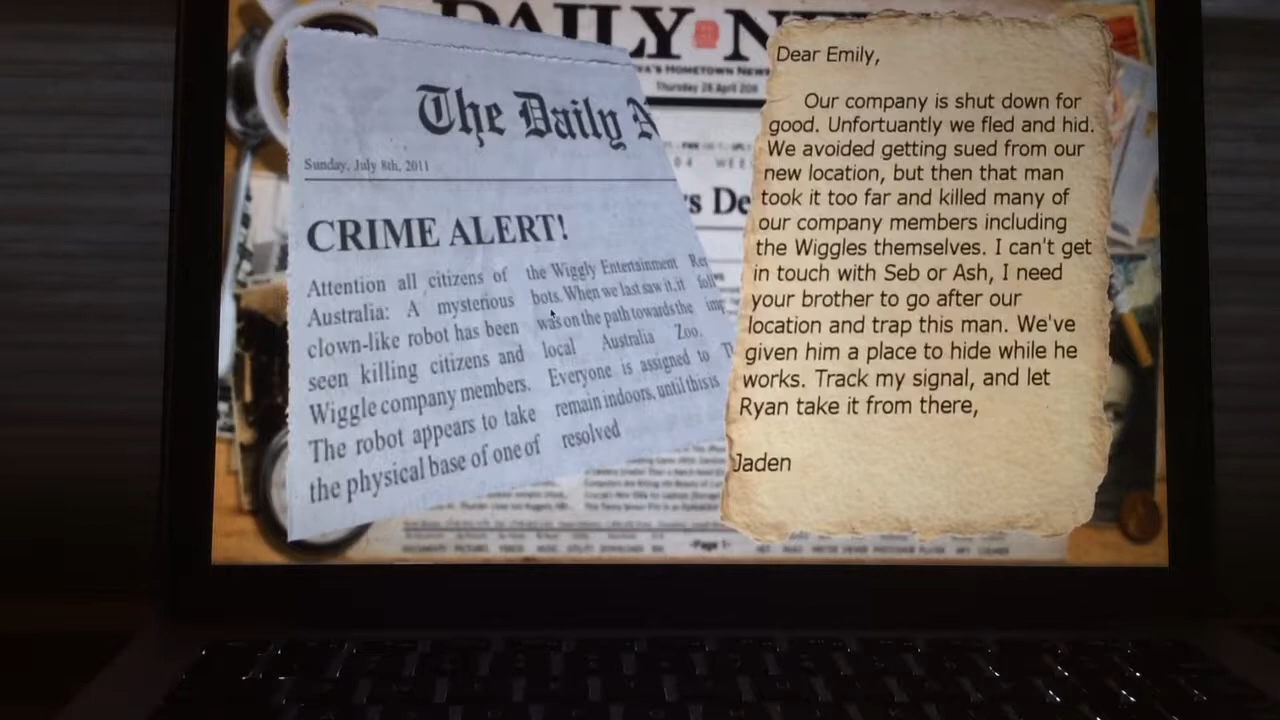 DAILY
'S HOMETOWN NEWS
Thursday 28 April
The Daily
Sunday, July 8th, 2011
CRIME ALERT!
Attention all citizens of
Australia: A mysterious
clown-like robot has been
seen killing citizens and
Wiggle company members.
The robot appears to take
the physical base of one of
the Wiggly Entertainment
bots. When we last saw it, it
was on the path towards the
local Australia Zoo.
Everyone is assigned to
remain indoors, until this is
resolved
-Page 1-
Dear Emily,
Our company is shut down for
good. Unfortuantly we fled and hid.
We avoided getting sued from our
new location, but then that man
took it too far and killed many of
our company members including
the Wiggles themselves. I can't get
in touch with Seb or Ash, I need
your brother to go after our
location and trap this man. We've
given him a place to hide while he
works. Track my signal, and let
Ryan take it from there,
Jaden